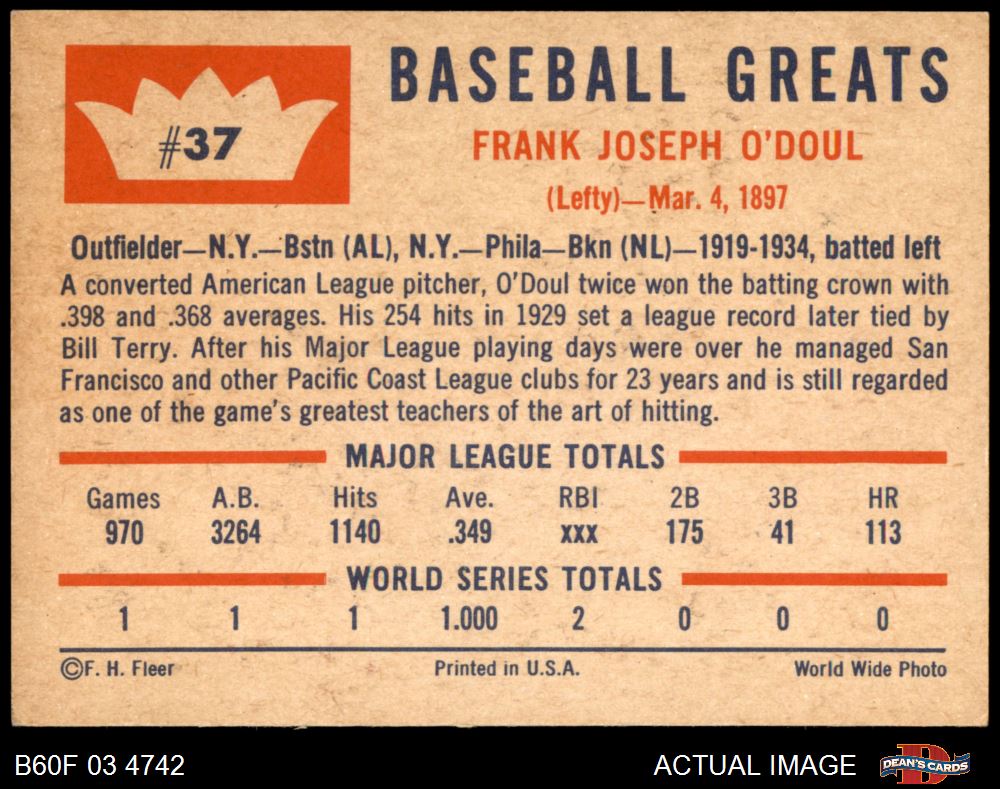 #37
BASEBALL GREATS
FRANK JOSEPH O'DOUL
(Lefty)—Mar. 4, 1897
Outfielder—N.Y.—Bstn (AL), N.Y.—Phila—Bkn (NL)—1919-1934, batted left
A converted American League pitcher, O'Doul twice won the batting crown with
.398 and .368 averages. His 254 hits in 1929 set a league record later tied by
Bill Terry. After his Major League playing days were over he managed San
Francisco and other Pacific Coast League clubs for 23 years and is still regarded
as one of the game's greatest teachers of the art of hitting.
MAJOR LEAGUE TOTALS
Games A.B. Hits Ave. RBI 2B 3B HR
970 3264 1140 .349 xxx 175 41 113
WORLD SERIES TOTALS
1 1 1 1.000 2 0 0 0
©F. H. Fleer Printed in U.S.A. World Wide Photo
B60F 03 4742 ACTUAL IMAGE DEAN'S CARDS